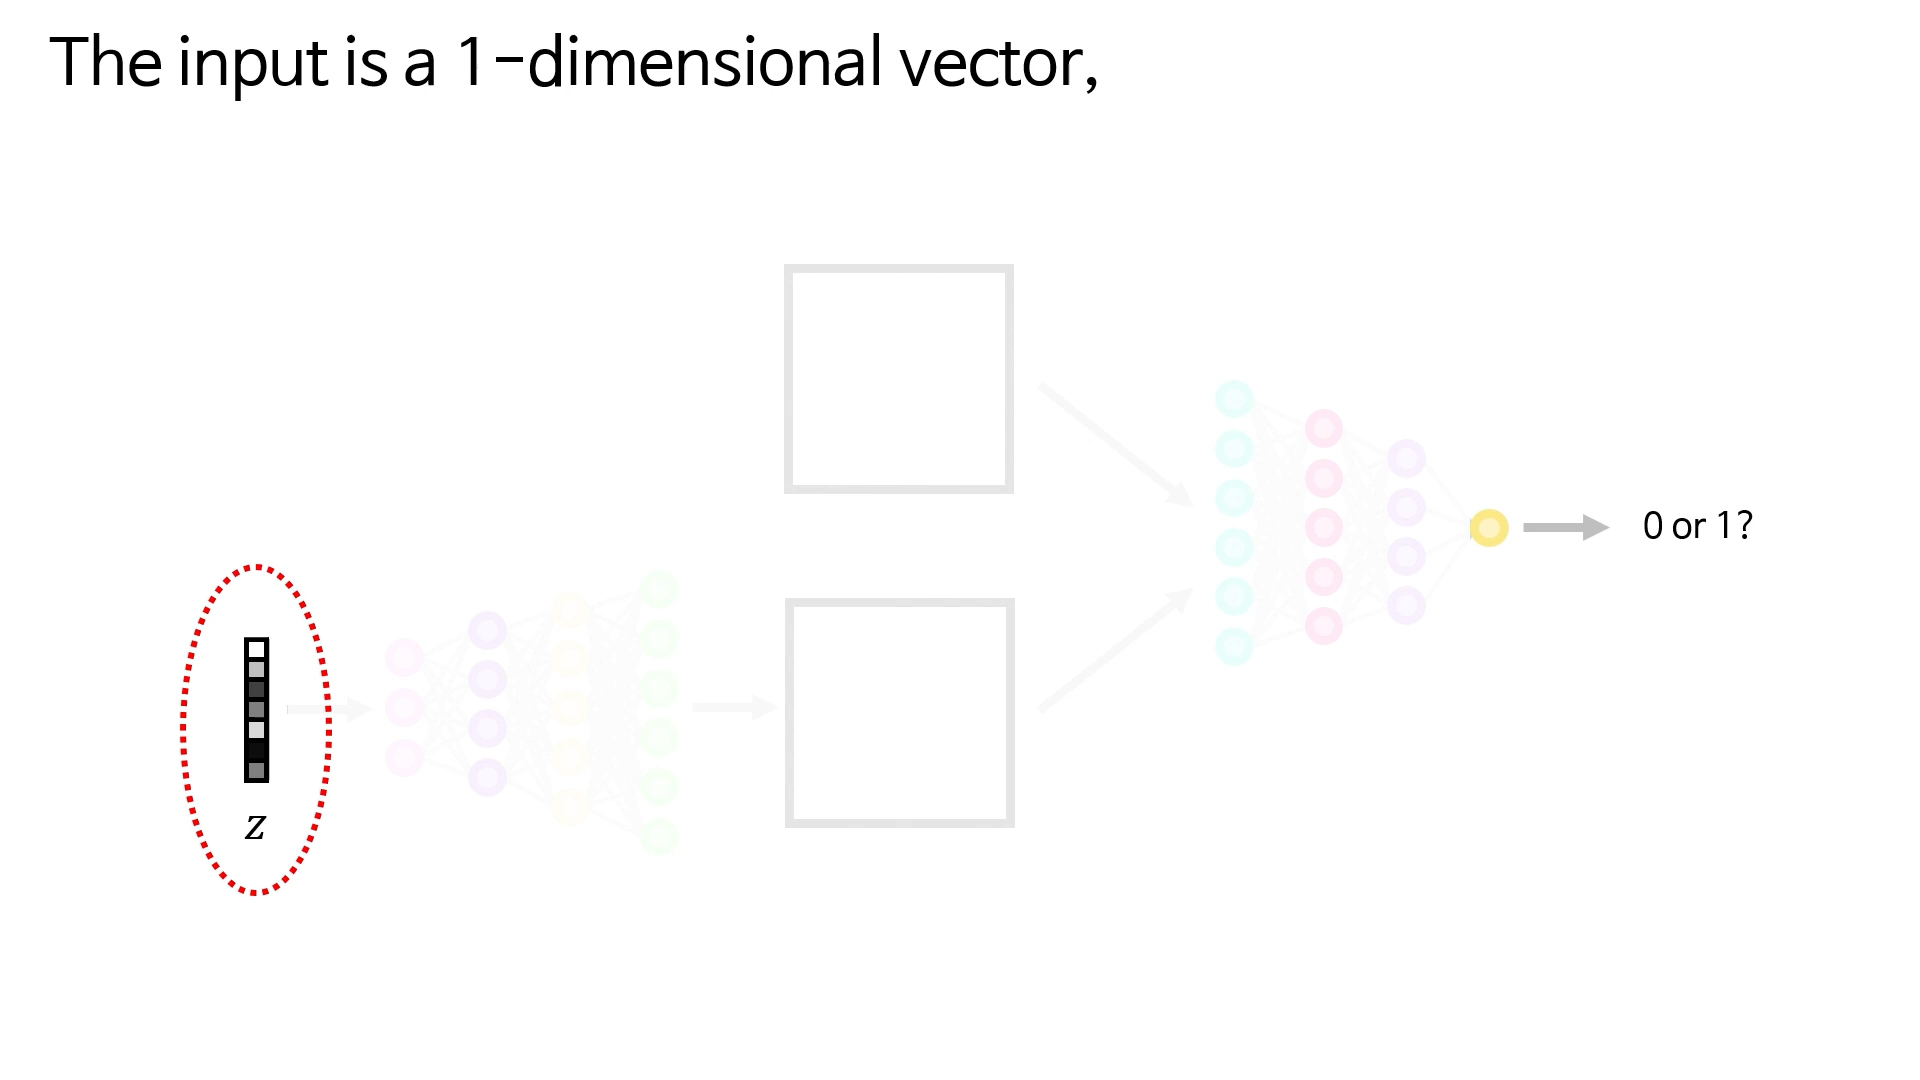 The input is a 1-dimensional vector,
0 or 1?
z